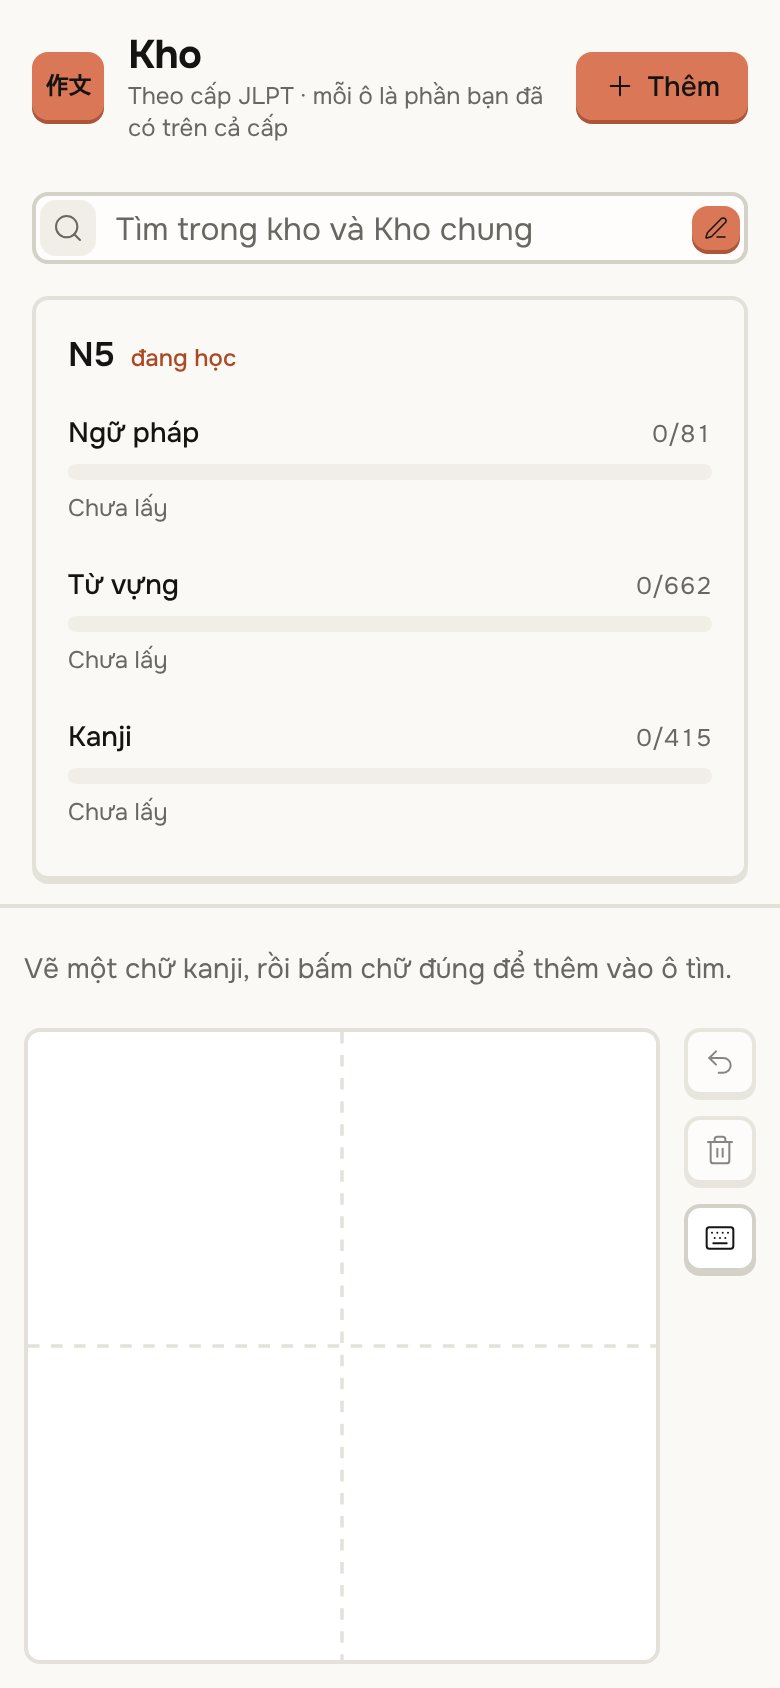 作文
Kho
Theo cấp JLPT · mỗi ô là phần bạn đã
có trên cả cấp
Thêm
Tìm trong kho và Kho chung
N5 đang học
Ngữ pháp 0/81
Chưa lấy
Từ vựng 0/662
Chưa lấy
Kanji 0/415
Chưa lấy
Vẽ một chữ kanji, rồi bấm chữ đúng để thêm vào ô tìm.